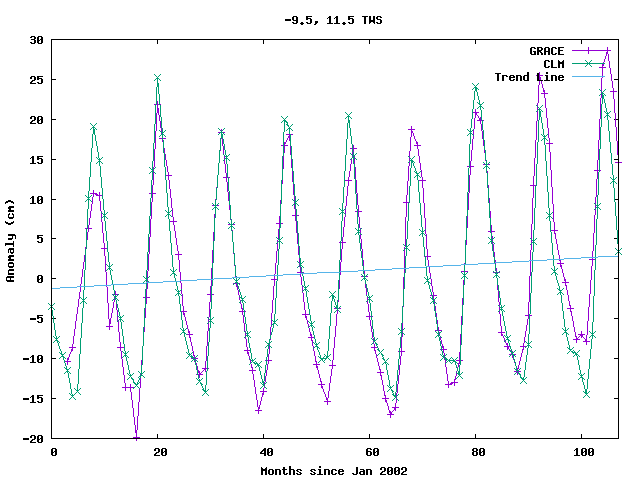 -9.5, 11.5 TWS
GRACE
CLM
Trend Line
30
25
20
15
10
5
0
-5
-10
-15
-20
Anomaly (cm)
0 20 40 60 80 100
Months since Jan 2002